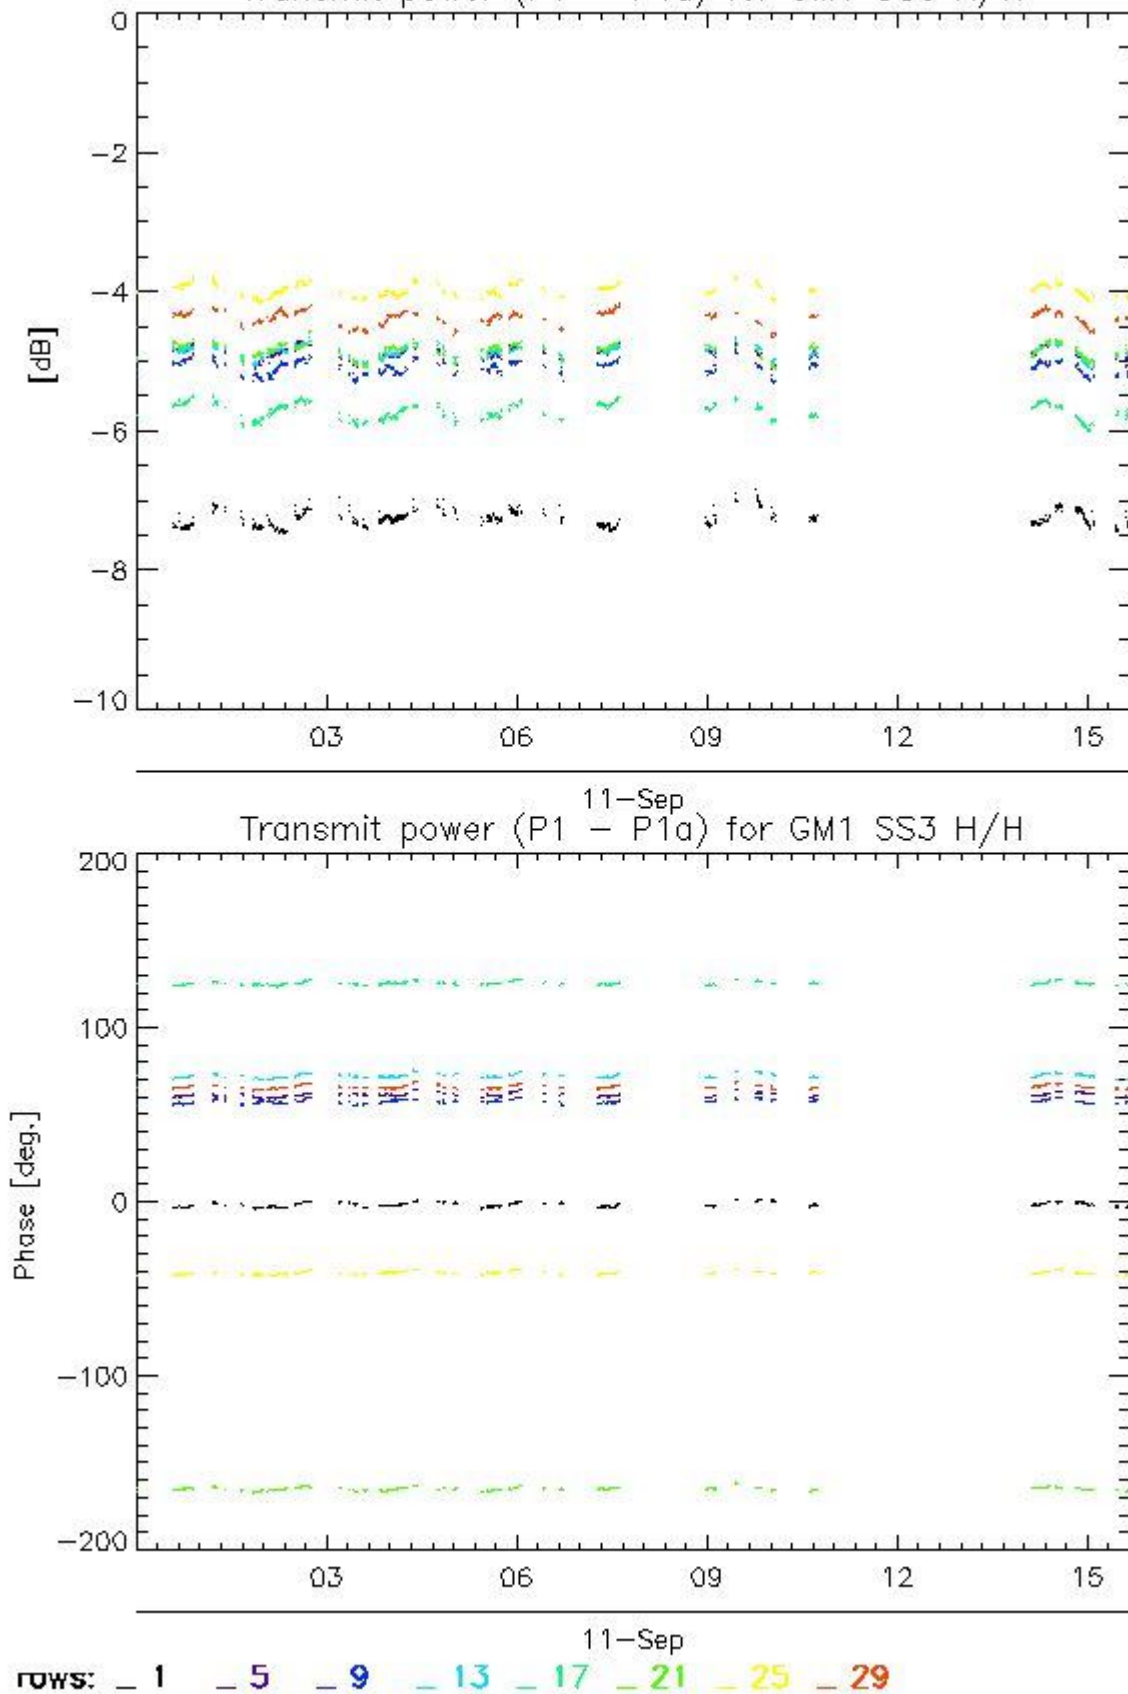 0
−2
−4
[dB]
−6
−8
−10
03 06 09 12 15
11−Sep
Transmit power (P1 − P1a) for GM1 SS3 H/H
200
100
Phase [deg.]
0
−100
−200
03 06 09 12 15
11−Sep
rows: _ 1 _ 5 _ 9 _ 13 _ 17 _ 21 _ 25 _ 29